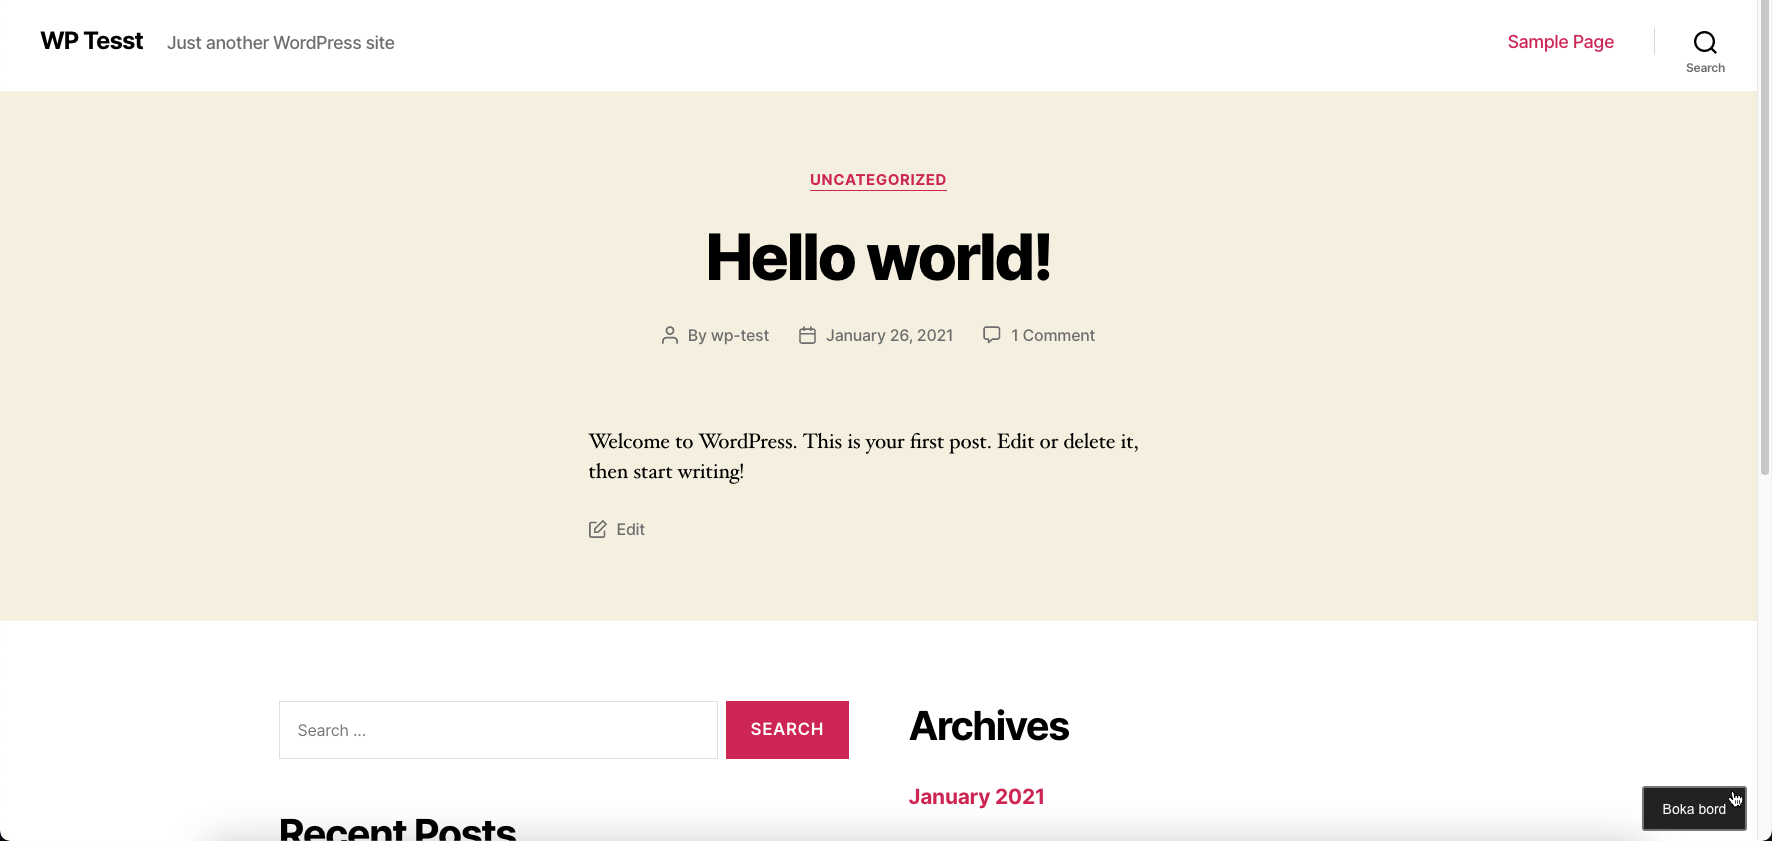 WP Tesst
Just another WordPress site
Sample Page
Search
UNCATEGORIZED
Hello world!
By wp-test
January 26, 2021
1 Comment
Welcome to WordPress. This is your first post. Edit or delete it,
then start writing!
Edit
Search …
SEARCH
Archives
January 2021
Recent Posts
Boka bord